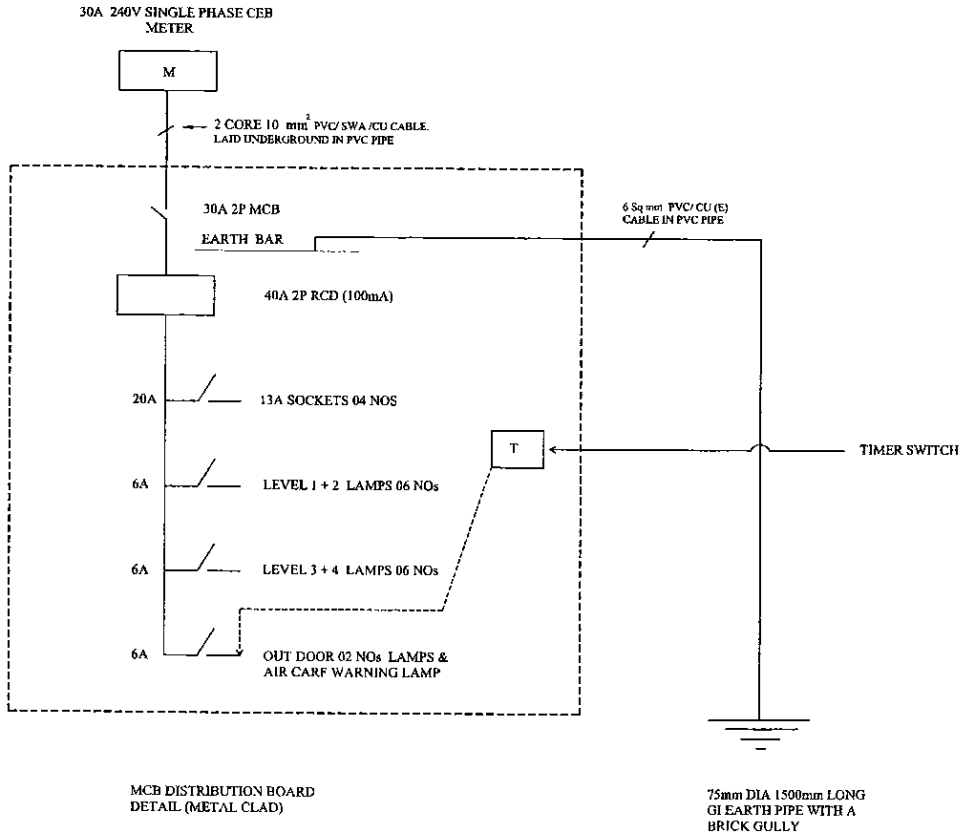 30A 240V SINGLE PHASE CEB
METER
M
2 CORE 10 mm² PVC/ SWA /CU CABLE.
LAID UNDERGROUND IN PVC PIPE
30A 2P MCB
EARTH BAR
6 Sq mm PVC/ CU (E)
CABLE IN PVC PIPE
40A 2P RCD (100mA)
20A
13A SOCKETS 04 NOS
T
TIMER SWITCH
6A
LEVEL 1 + 2 LAMPS 06 NOs
6A
LEVEL 3 + 4 LAMPS 06 NOs
6A
OUT DOOR 02 NOs LAMPS &
AIR CARF WARNING LAMP
MCB DISTRIBUTION BOARD
DETAIL (METAL CLAD)
75mm DIA 1500mm LONG
GI EARTH PIPE WITH A
BRICK GULLY